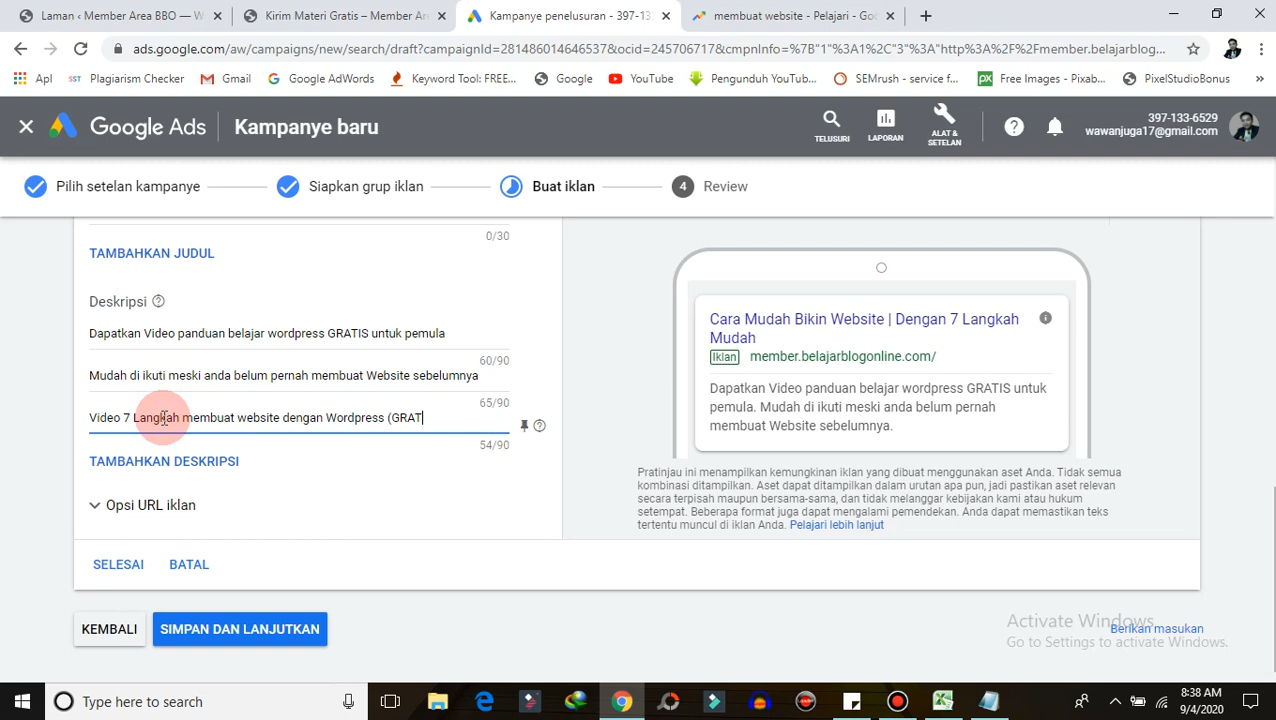 Laman ‹ Member Area BBO — W
Kirim Materi Gratis – Member Are
Kampanye penelusuran - 397-13
membuat website - Pelajari - Goo
ads.google.com/aw/campaigns/new/search/draft?campaignId=281486014646537&ocid=245706717&cmpnInfo=%7B"1"%3A1%2C"3"%3A"http%3A%2F%2Fmember.belajarblog...
Apl
SST Plagiarism Checker
Gmail
Google AdWords
Keyword Tool: FREE...
Google
YouTube
Pengunduh YouTub...
SEMrush - service f...
px Free Images - Pixab...
PixelStudioBonus
»
Google Ads
Kampanye baru
TELUSURI
LAPORAN
ALAT &
SETELAN
397-133-6529
wawanjuga17@gmail.com
Pilih setelan kampanye
Siapkan grup iklan
Buat iklan
4 Review
0/30
TAMBAHKAN JUDUL
Deskripsi
Dapatkan Video panduan belajar wordpress GRATIS untuk pemula
60/90
Mudah di ikuti meski anda belum pernah membuat Website sebelumnya
65/90
Video 7 Langkah membuat website dengan Wordpress (GRAT
54/90
TAMBAHKAN DESKRIPSI
Opsi URL iklan
SELESAI
BATAL
Cara Mudah Bikin Website | Dengan 7 Langkah
Mudah
Iklan member.belajarblogonline.com/
Dapatkan Video panduan belajar wordpress GRATIS untuk
pemula. Mudah di ikuti meski anda belum pernah
membuat Website sebelumnya.
Pratinjau ini menampilkan kemungkinan iklan yang dibuat menggunakan aset Anda. Tidak semua
kombinasi ditampilkan. Aset dapat ditampilkan dalam urutan apa pun, jadi pastikan aset relevan
secara terpisah maupun bersama-sama, dan tidak melanggar kebijakan kami atau hukum
setempat. Beberapa format juga dapat mengalami pemendekan. Anda dapat memastikan teks
tertentu muncul di iklan Anda. Pelajari lebih lanjut
KEMBALI
SIMPAN DAN LANJUTKAN
Activate Windows
Berikan masukan
Go to Settings to activate Windows.
Type here to search
8:38 AM
9/4/2020